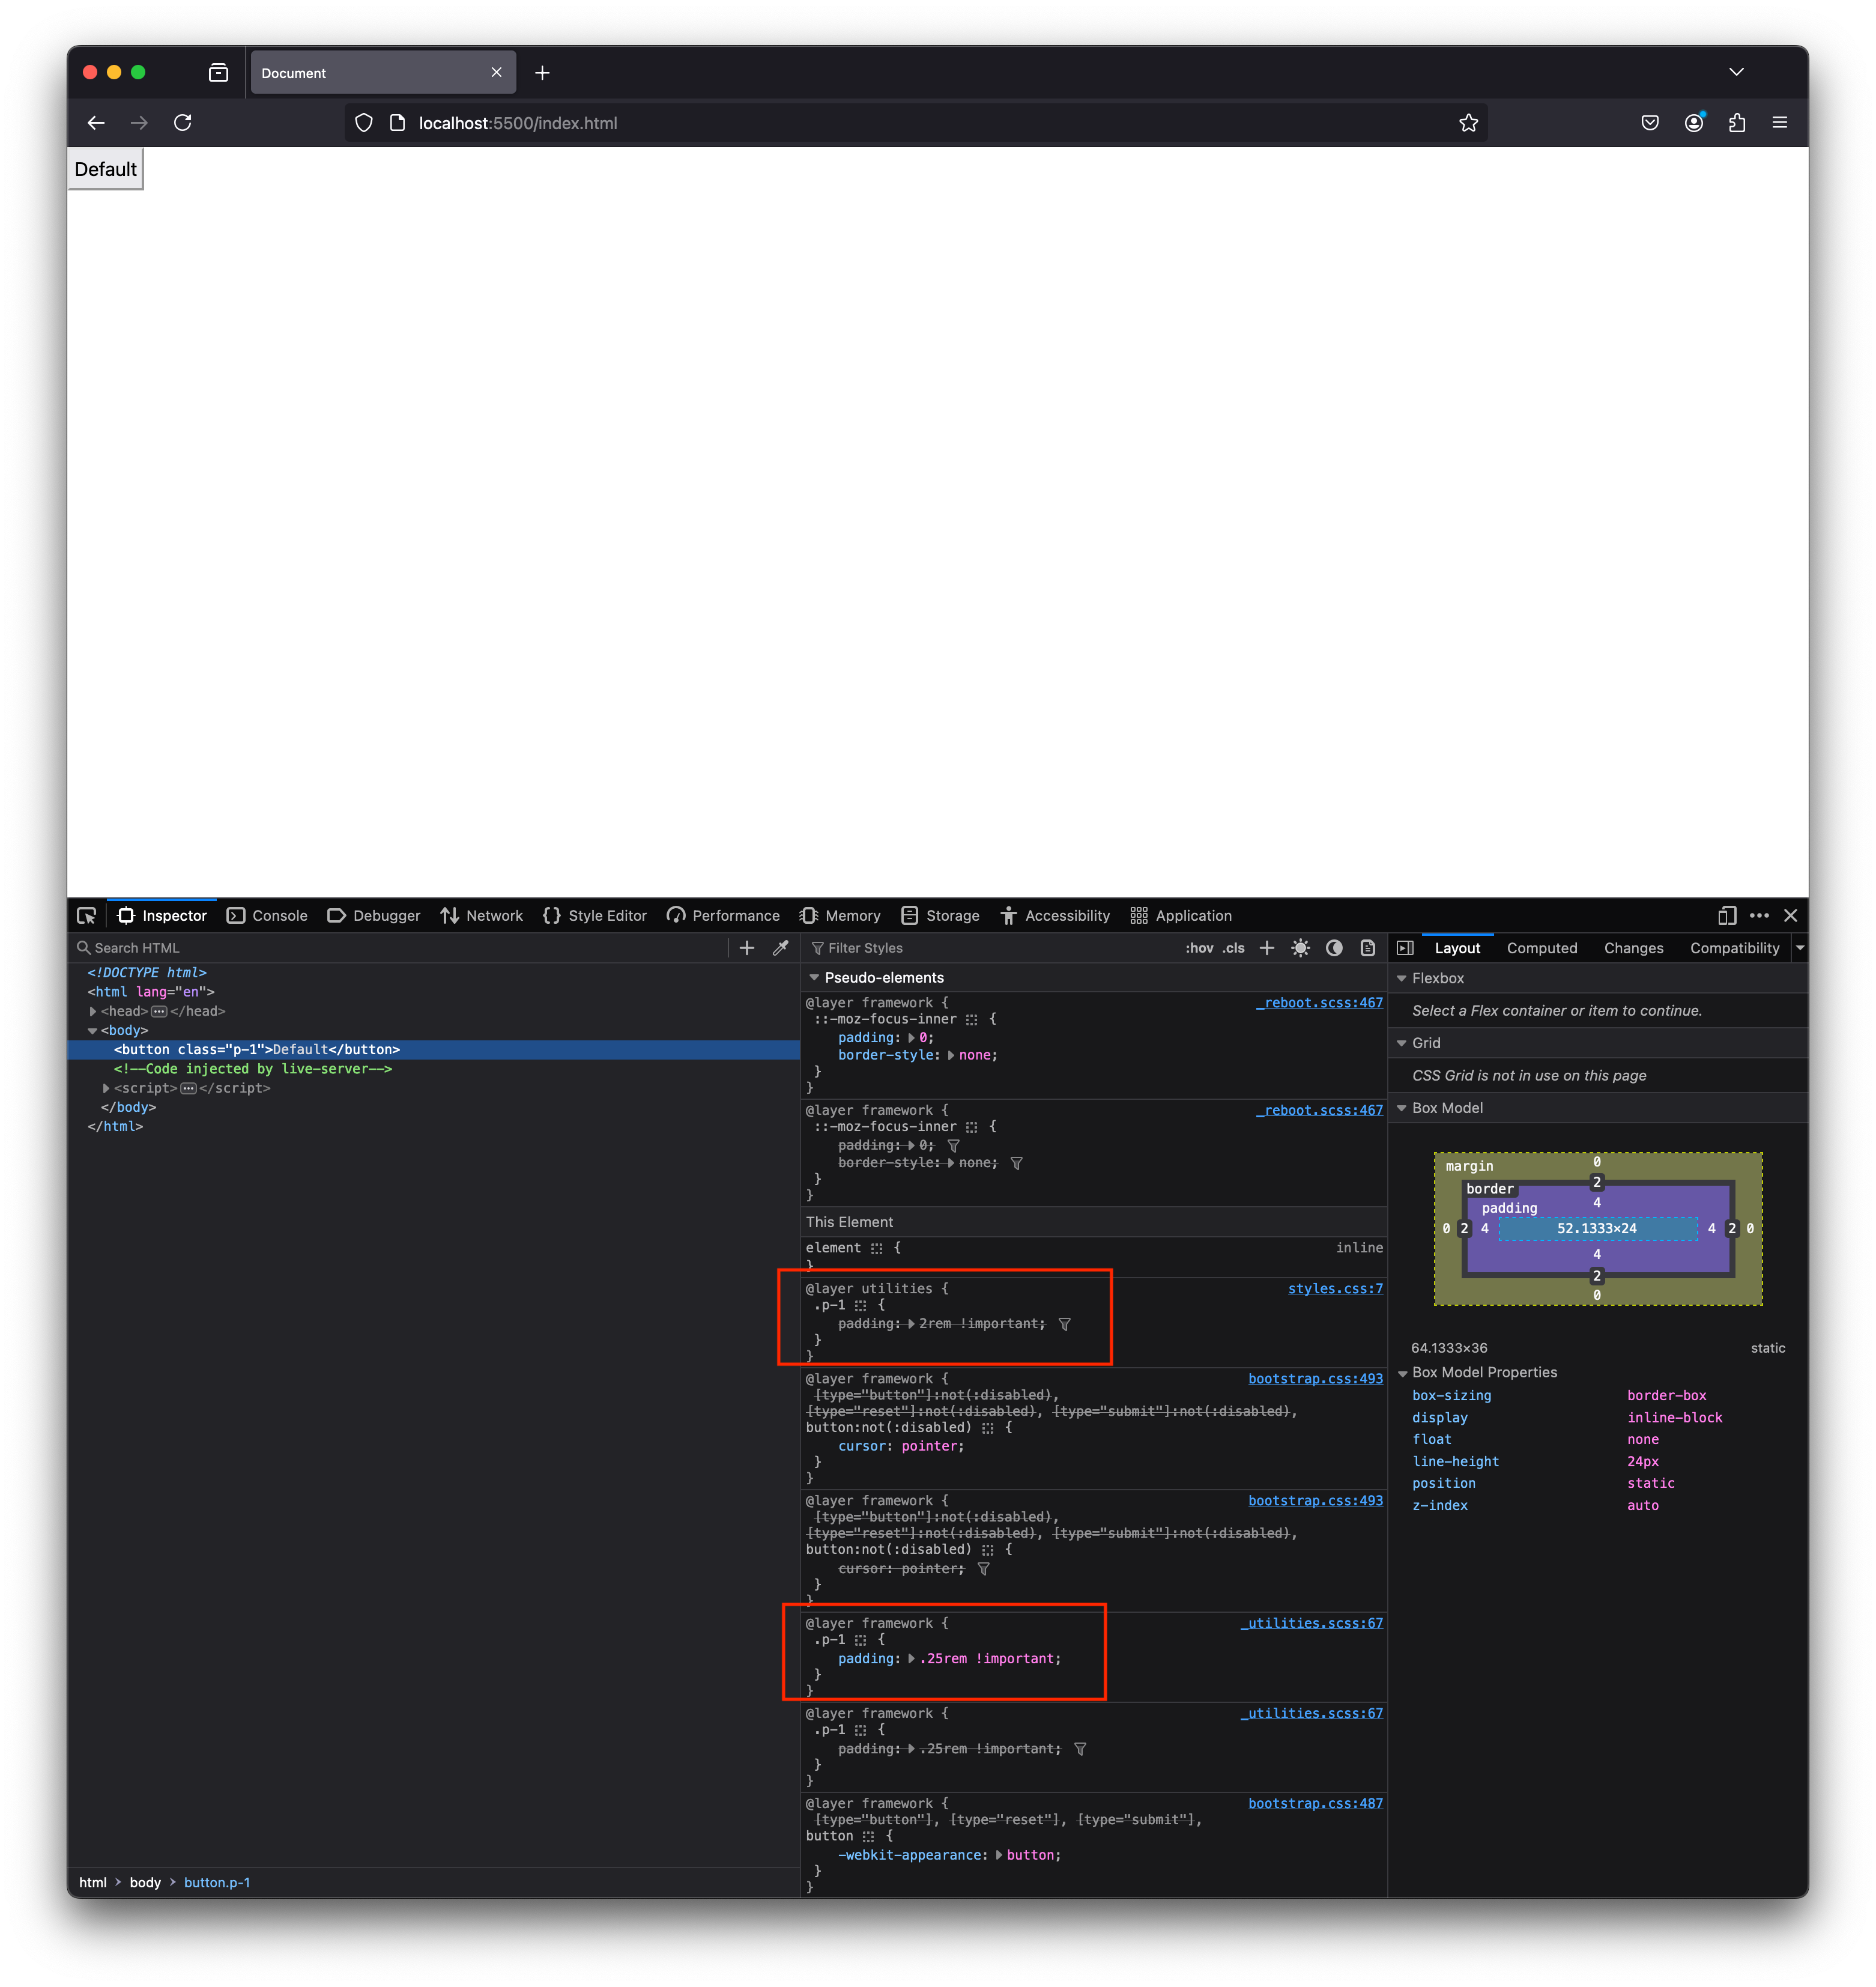 Document
localhost:5500/index.html
Default
Inspector Console Debugger Network Style Editor Performance Memory Storage Accessibility Application
Search HTML
<!DOCTYPE html>
<html lang="en">
<head> </head>
<body>
<button class="p-1">Default</button>
<!--Code injected by live-server-->
<script> </script>
</body>
</html>
html > body > button.p-1
Filter Styles :hov .cls
Pseudo-elements
@layer framework { _reboot.scss:467
::-moz-focus-inner {
padding: 0;
border-style: none;
}
}
@layer framework { _reboot.scss:467
::-moz-focus-inner {
padding: 0;
border-style: none;
}
}
This Element
element { inline
}
@layer utilities { styles.css:7
.p-1 {
padding: 2rem !important;
}
}
@layer framework { bootstrap.css:493
[type="button"]:not(:disabled),
[type="reset"]:not(:disabled), [type="submit"]:not(:disabled),
button:not(:disabled) {
cursor: pointer;
}
}
@layer framework { bootstrap.css:493
[type="button"]:not(:disabled),
[type="reset"]:not(:disabled), [type="submit"]:not(:disabled),
button:not(:disabled) {
cursor: pointer;
}
}
@layer framework { _utilities.scss:67
.p-1 {
padding: .25rem !important;
}
}
@layer framework { _utilities.scss:67
.p-1 {
padding: .25rem !important;
}
}
@layer framework { bootstrap.css:487
[type="button"], [type="reset"], [type="submit"],
button {
-webkit-appearance: button;
}
}
Layout Computed Changes Compatibility
Flexbox
Select a Flex container or item to continue.
Grid
CSS Grid is not in use on this page
Box Model
margin 0
border 2
padding 4
0 2 4 52.1333×24 4 2 0
4
2
0
64.1333×36 static
Box Model Properties
box-sizing border-box
display inline-block
float none
line-height 24px
position static
z-index auto